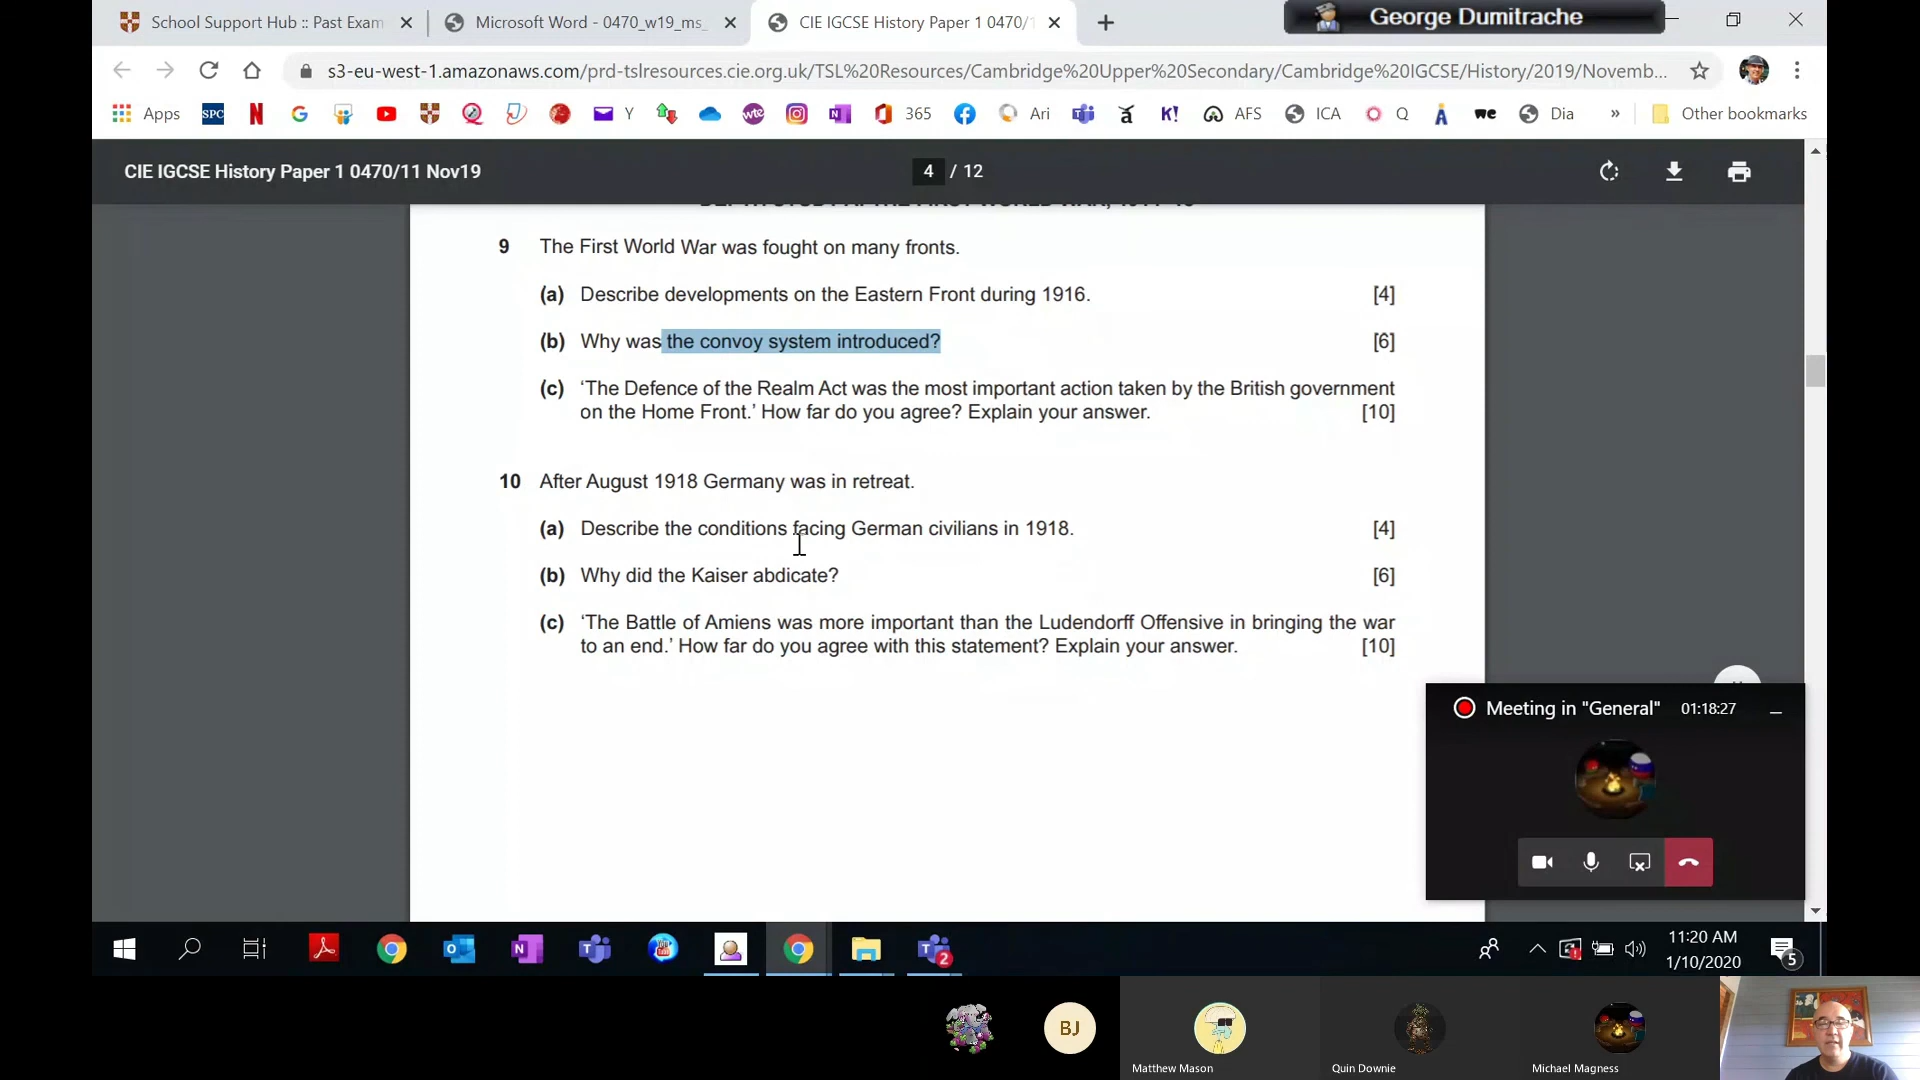 School Support Hub :: Past Exam
Microsoft Word - 0470_w19_ms_
CIE IGCSE History Paper 1 0470/1
George Dumitrache
s3-eu-west-1.amazonaws.com/prd-tslresources.cie.org.uk/TSL%20Resources/Cambridge%20Upper%20Secondary/Cambridge%20IGCSE/History/2019/Novemb...
Apps SPC N G Y wte 365 Ari á K! AFS ICA Q we Dia » Other bookmarks
CIE IGCSE History Paper 1 0470/11 Nov19
4 / 12
9 The First World War was fought on many fronts.
(a) Describe developments on the Eastern Front during 1916. [4]
(b) Why was the convoy system introduced? [6]
(c) ‘The Defence of the Realm Act was the most important action taken by the British government
on the Home Front.’ How far do you agree? Explain your answer. [10]
10 After August 1918 Germany was in retreat.
(a) Describe the conditions facing German civilians in 1918. [4]
(b) Why did the Kaiser abdicate? [6]
(c) ‘The Battle of Amiens was more important than the Ludendorff Offensive in bringing the war
to an end.’ How far do you agree with this statement? Explain your answer. [10]
Meeting in "General" 01:18:27
2
11:20 AM
1/10/2020
5
BJ
Matthew Mason
Quin Downie
Michael Magness